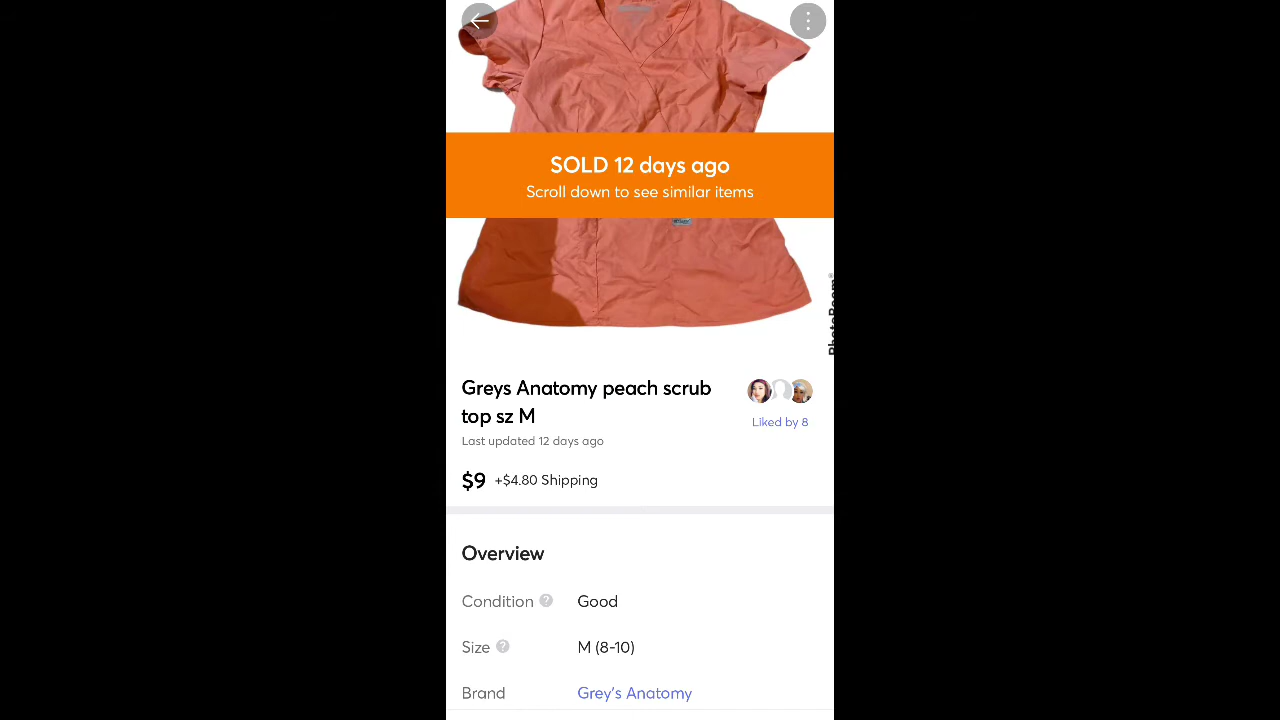 SOLD 12 days ago
Scroll down to see similar items
PhotoRoom
Greys Anatomy peach scrub
top sz M
Liked by 8
Last updated 12 days ago
$9 +$4.80 Shipping
Overview
Condition ? Good
Size ? M (8-10)
Brand Grey's Anatomy